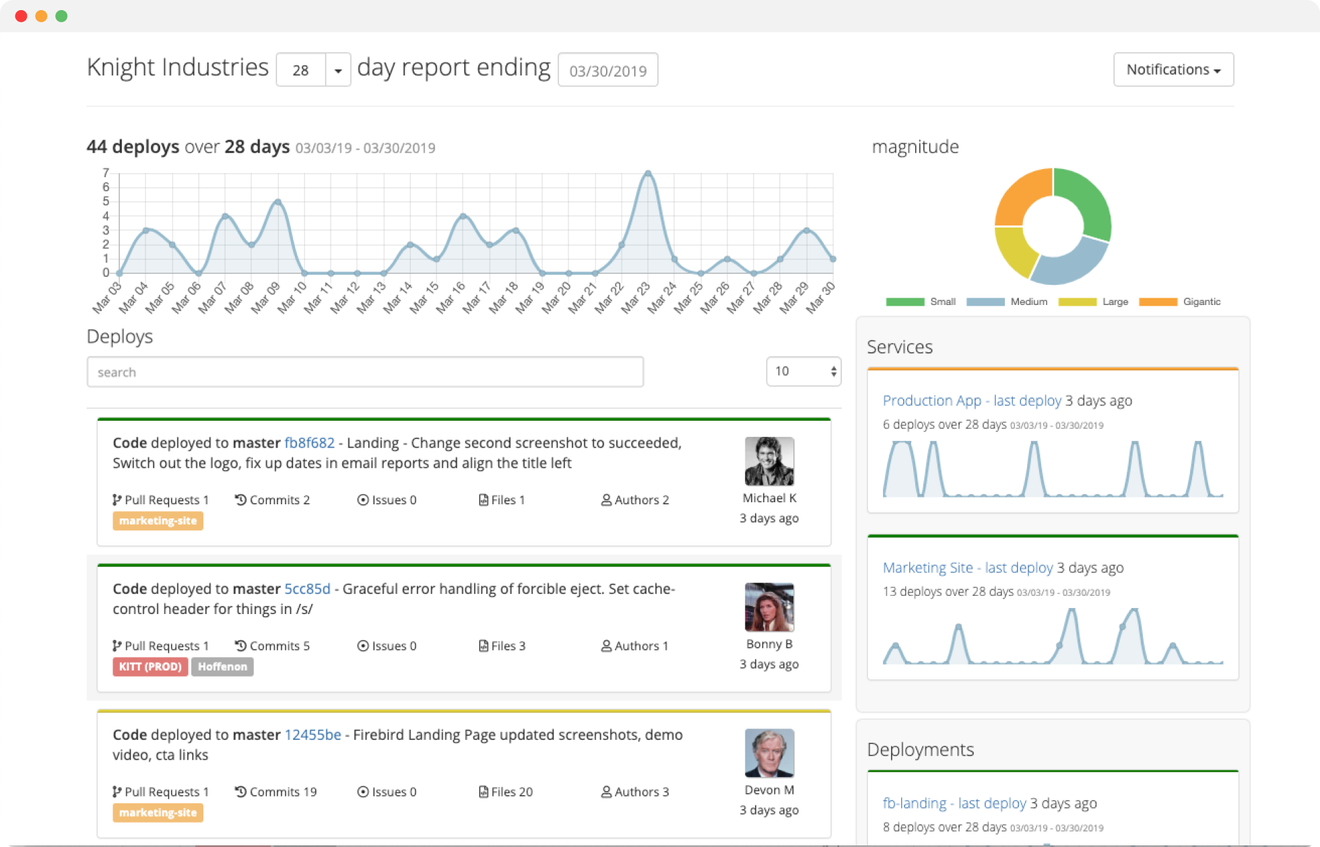 Knight Industries 28 day report ending 03/30/2019
Notifications
44 deploys over 28 days 03/03/19 - 03/30/2019
7
6
5
4
3
2
1
0
Mar 03
Mar 04
Mar 05
Mar 06
Mar 07
Mar 08
Mar 09
Mar 10
Mar 11
Mar 12
Mar 13
Mar 14
Mar 15
Mar 16
Mar 17
Mar 18
Mar 19
Mar 20
Mar 21
Mar 22
Mar 23
Mar 24
Mar 25
Mar 26
Mar 27
Mar 28
Mar 29
Mar 30
magnitude
Small Medium Large Gigantic
Deploys
search
10
Code deployed to master fb8f682 - Landing - Change second screenshot to succeeded,
Switch out the logo, fix up dates in email reports and align the title left
Pull Requests 1 Commits 2 Issues 0 Files 1 Authors 2
marketing-site
Michael K
3 days ago
Code deployed to master 5cc85d - Graceful error handling of forcible eject. Set cache-
control header for things in /s/
Pull Requests 1 Commits 5 Issues 0 Files 3 Authors 1
KITT (PROD) Hoffenon
Bonny B
3 days ago
Code deployed to master 12455be - Firebird Landing Page updated screenshots, demo
video, cta links
Pull Requests 1 Commits 19 Issues 0 Files 20 Authors 3
marketing-site
Devon M
3 days ago
Services
Production App - last deploy 3 days ago
6 deploys over 28 days 03/03/19 - 03/30/2019
Marketing Site - last deploy 3 days ago
13 deploys over 28 days 03/03/19 - 03/30/2019
Deployments
fb-landing - last deploy 3 days ago
8 deploys over 28 days 03/03/19 - 03/30/2019